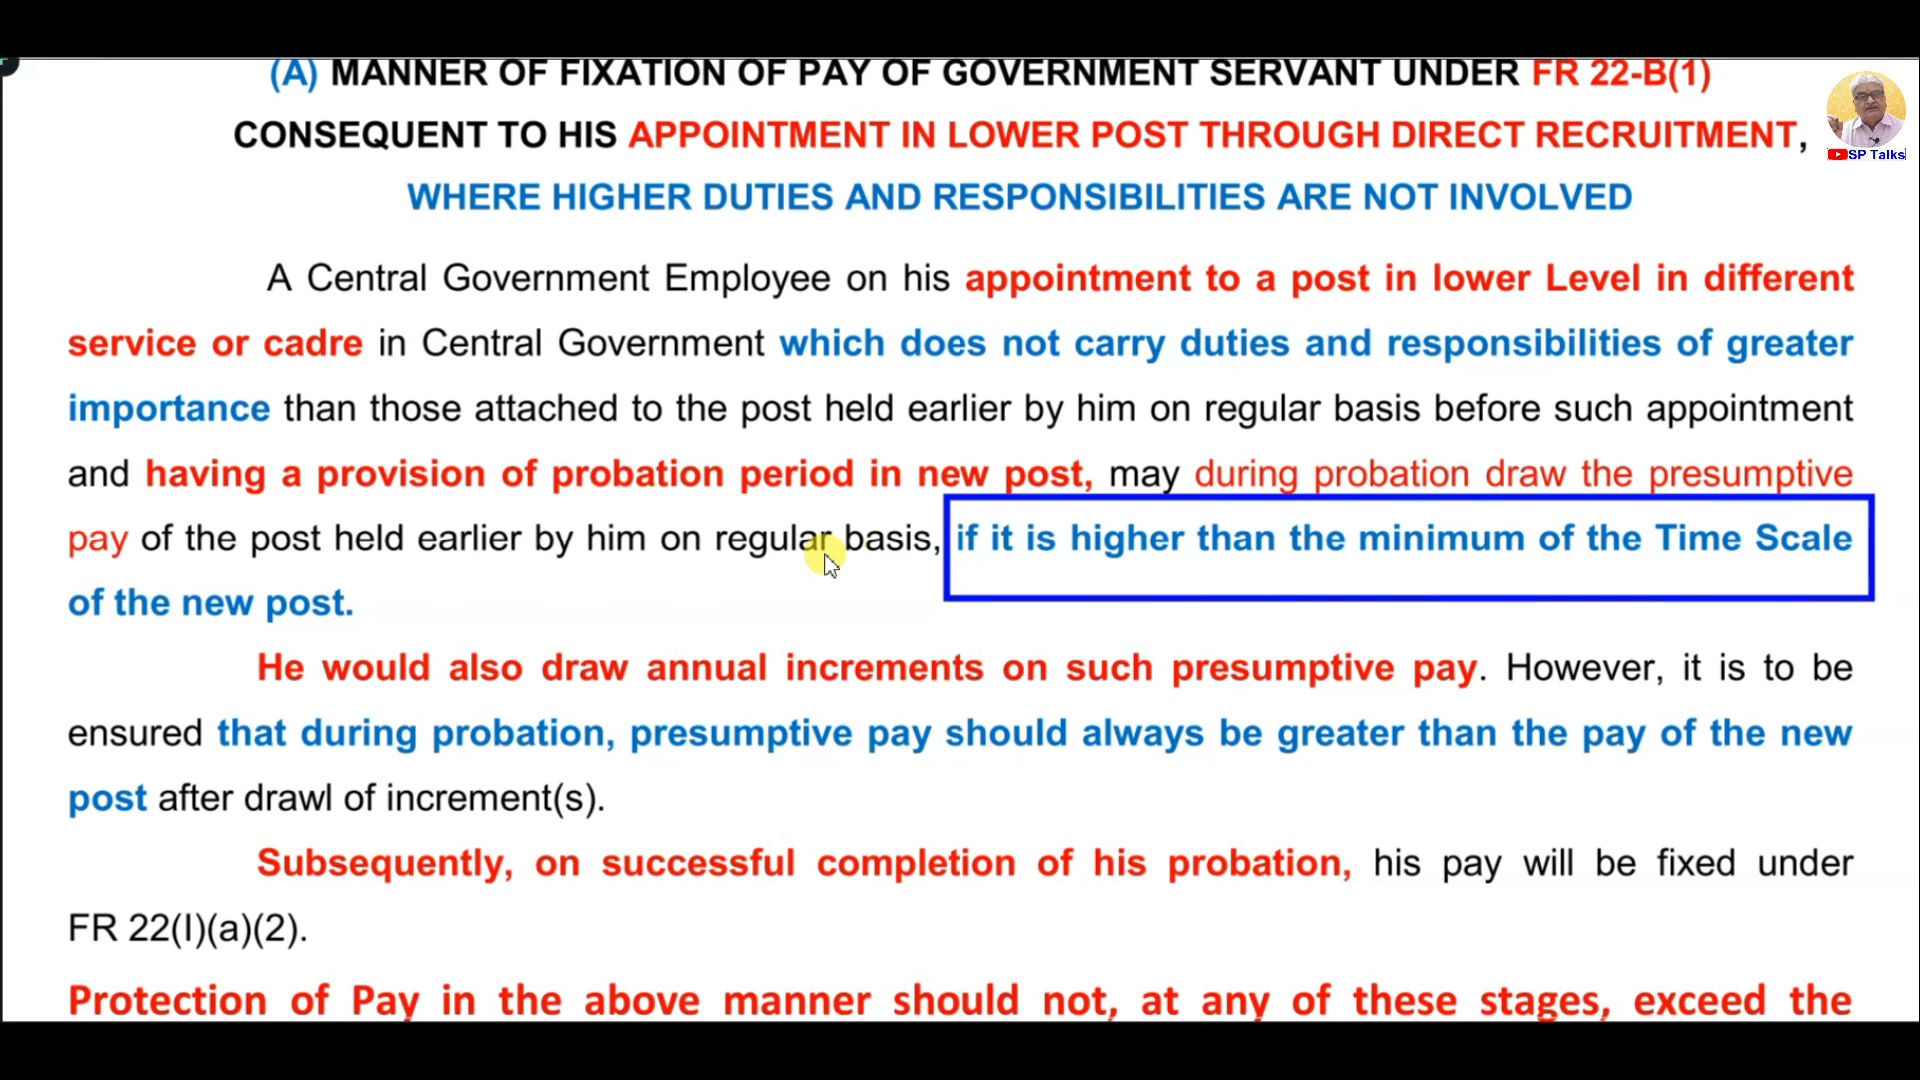 (A) MANNER OF FIXATION OF PAY OF GOVERNMENT SERVANT UNDER FR 22-B(1)
CONSEQUENT TO HIS APPOINTMENT IN LOWER POST THROUGH DIRECT RECRUITMENT,
WHERE HIGHER DUTIES AND RESPONSIBILITIES ARE NOT INVOLVED
SP Talks
A Central Government Employee on his appointment to a post in lower Level in different
service or cadre in Central Government which does not carry duties and responsibilities of greater
importance than those attached to the post held earlier by him on regular basis before such appointment
and having a provision of probation period in new post, may during probation draw the presumptive
pay of the post held earlier by him on regular basis, if it is higher than the minimum of the Time Scale
of the new post.
He would also draw annual increments on such presumptive pay. However, it is to be
ensured that during probation, presumptive pay should always be greater than the pay of the new
post after drawl of increment(s).
Subsequently, on successful completion of his probation, his pay will be fixed under
FR 22(I)(a)(2).
Protection of Pay in the above manner should not, at any of these stages, exceed the